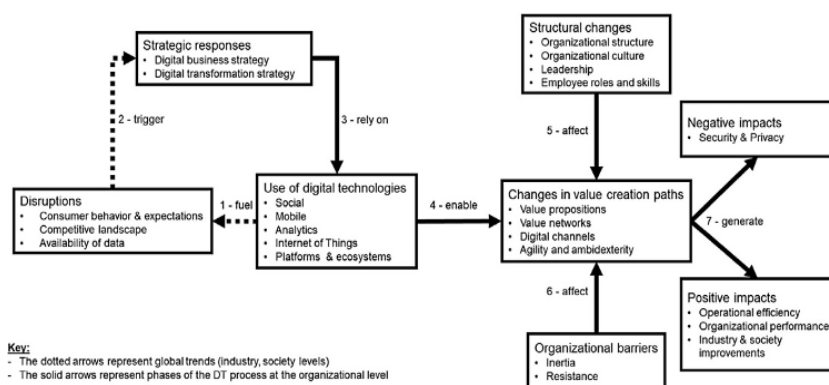 Strategic responses
• Digital business strategy
• Digital transformation strategy
Structural changes
• Organizational structure
• Organizational culture
• Leadership
• Employee roles and skills
2 - trigger
3 - rely on
5 - affect
Negative impacts
• Security & Privacy
Disruptions
• Consumer behavior & expectations
• Competitive landscape
• Availability of data
1 - fuel
Use of digital technologies
• Social
• Mobile
• Analytics
• Internet of Things
• Platforms & ecosystems
4 - enable
Changes in value creation paths
• Value propositions
• Value networks
• Digital channels
• Agility and ambidexterity
7 - generate
6 - affect
Positive impacts
• Operational efficiency
• Organizational performance
• Industry & society
improvements
Organizational barriers
• Inertia
• Resistance
Key:
- The dotted arrows represent global trends (industry, society levels)
- The solid arrows represent phases of the DT process at the organizational level